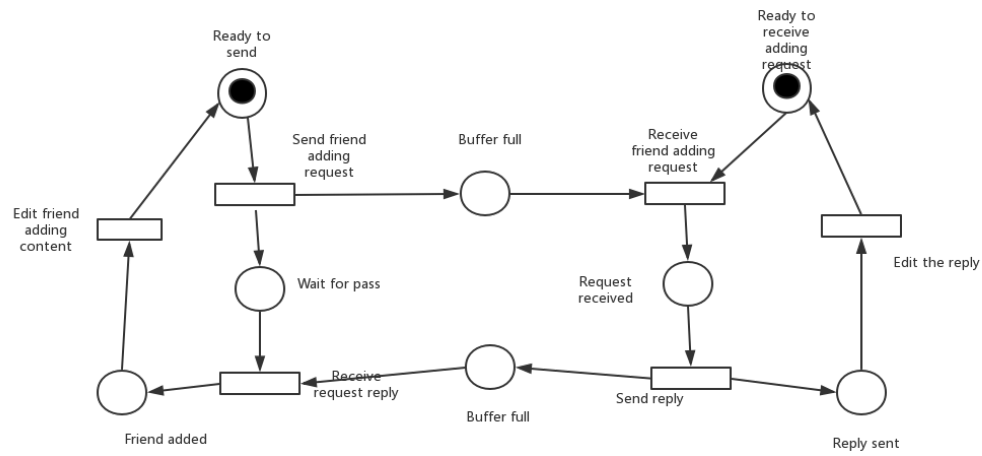 Ready to
send
Ready to
receive
adding
request
Send friend
adding
request
Buffer full
Receive
friend adding
request
Edit friend
adding
content
Wait for pass
Request
received
Edit the reply
Receive
request reply
Send reply
Buffer full
Friend added
Reply sent